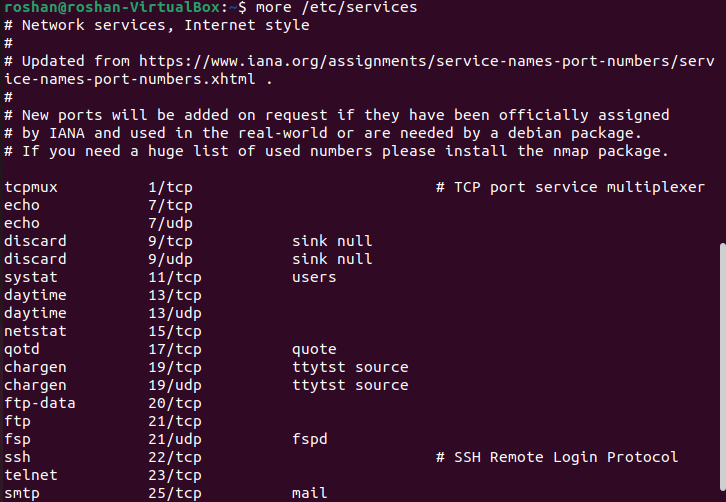 roshan@roshan-VirtualBox:~$ more /etc/services
# Network services, Internet style
#
# Updated from https://www.iana.org/assignments/service-names-port-numbers/serv
ice-names-port-numbers.xhtml .
#
# New ports will be added on request if they have been officially assigned
# by IANA and used in the real-world or are needed by a debian package.
# If you need a huge list of used numbers please install the nmap package.

tcpmux          1/tcp                           # TCP port service multiplexer
echo            7/tcp
echo            7/udp
discard         9/tcp           sink null
discard         9/udp           sink null
systat          11/tcp          users
daytime         13/tcp
daytime         13/udp
netstat         15/tcp
qotd            17/tcp          quote
chargen         19/tcp          ttytst source
chargen         19/udp          ttytst source
ftp-data        20/tcp
ftp             21/tcp
fsp             21/udp          fspd
ssh             22/tcp                          # SSH Remote Login Protocol
telnet          23/tcp
smtp            25/tcp          mail